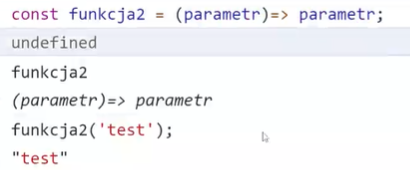 const funkcja2 = (parametr)=> parametr;
undefined
funkcja2
(parametr)=> parametr
funkcja2('test');
"test"